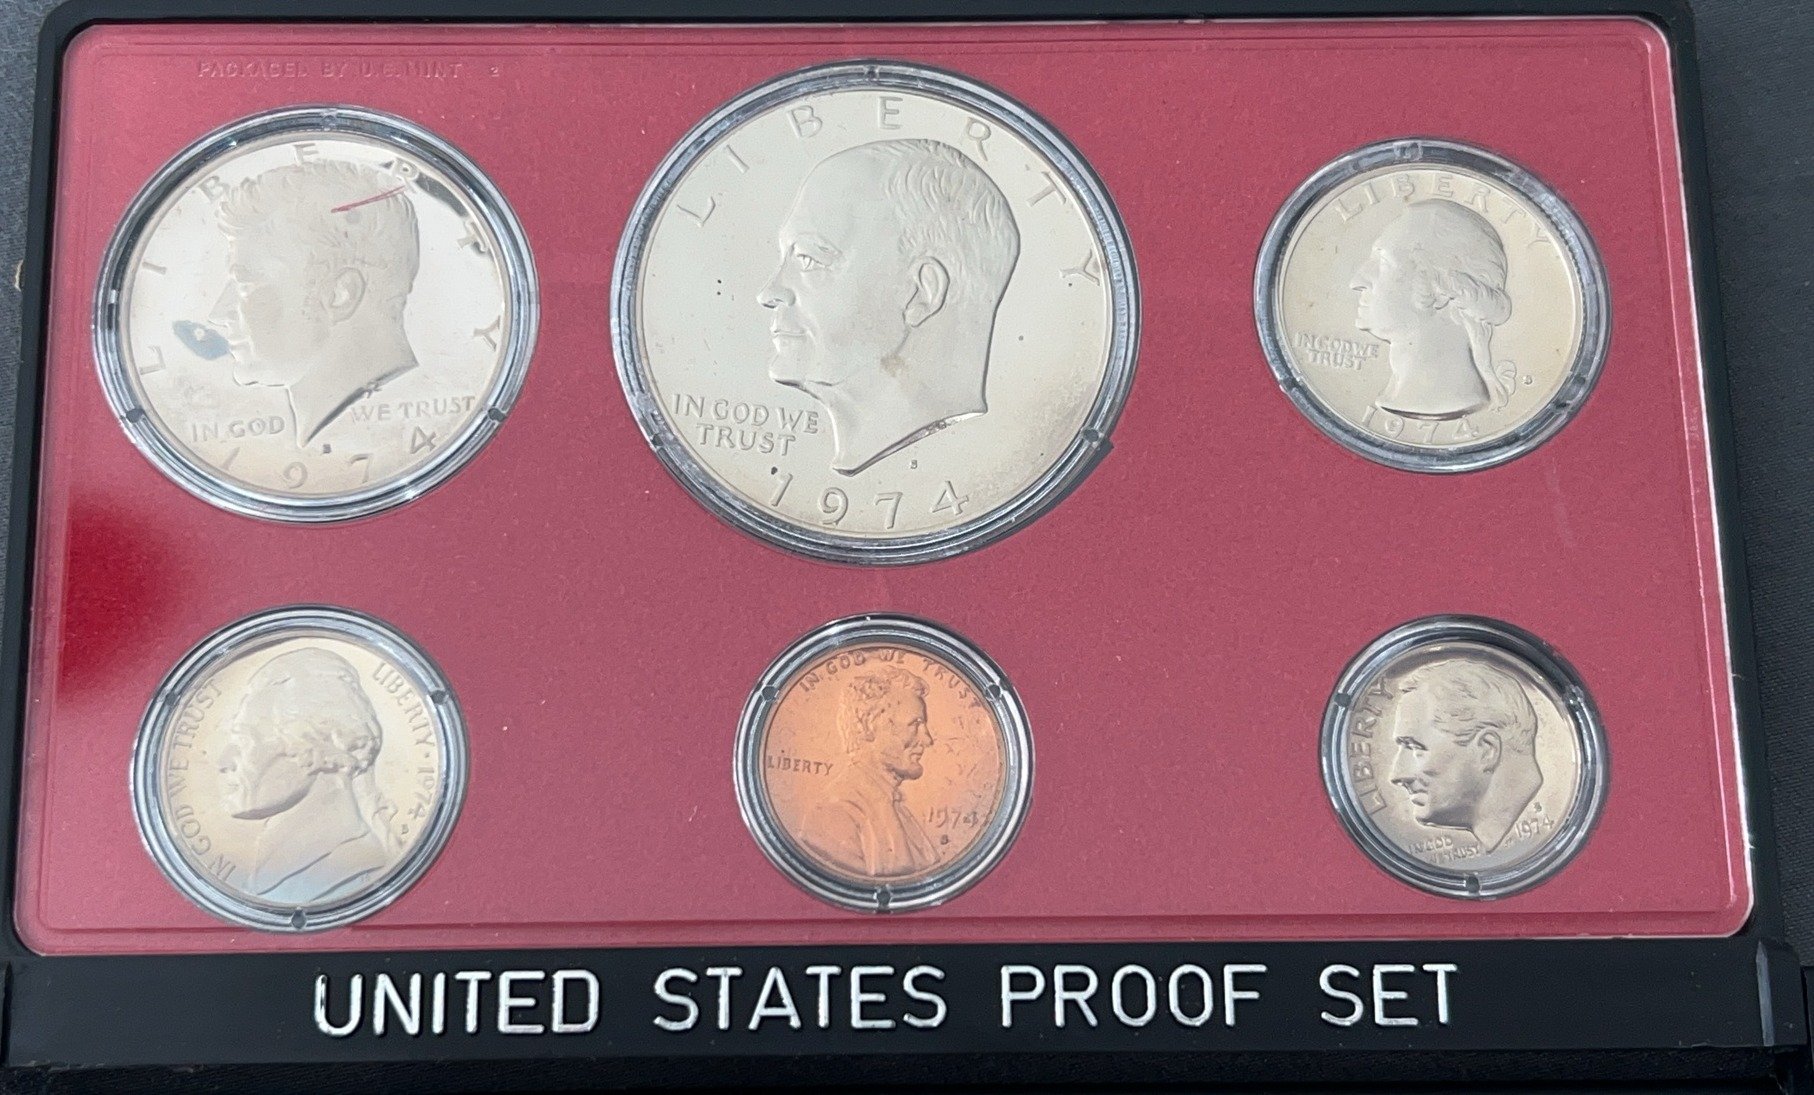 PACKAGED BY U.S. MINT 2
LIBERTY
IN GOD WE TRUST
S
1974
LIBERTY
IN GOD WE
TRUST
S
1974
LIBERTY
IN GOD WE
TRUST
S
1974
IN GOD WE TRUST
LIBERTY · 1974
S
IN GOD WE TRUST
LIBERTY
1974
S
LIBERTY
IN GOD
WE TRUST
S
1974
UNITED STATES PROOF SET